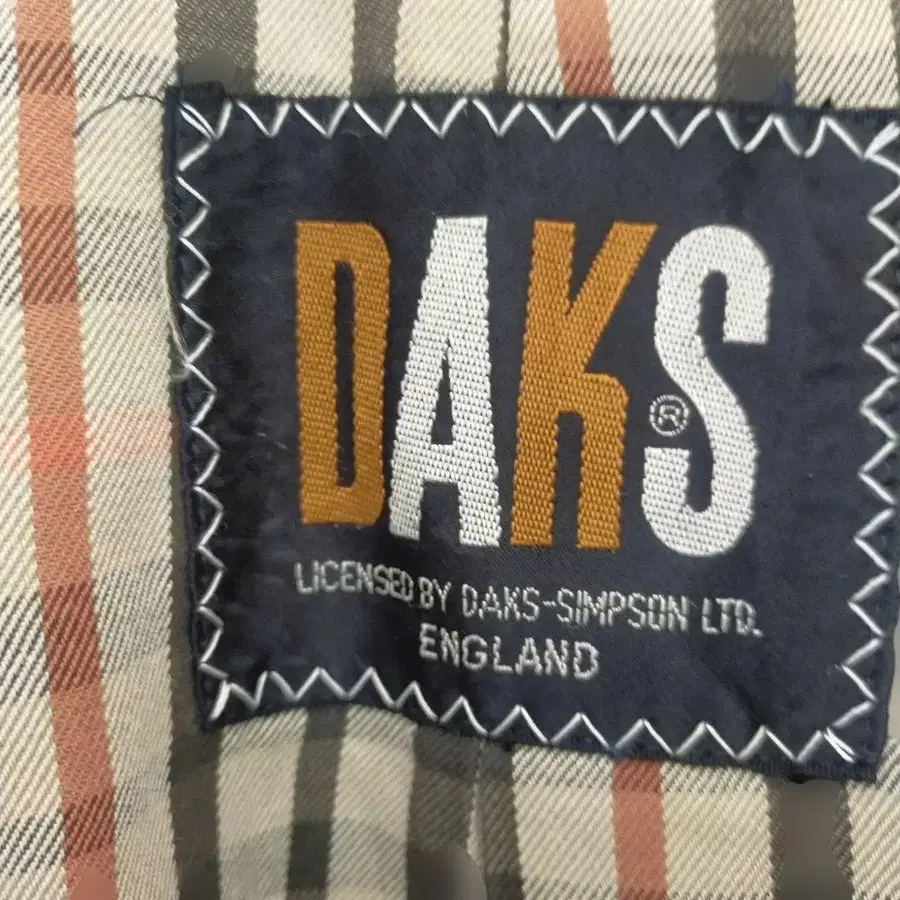 DAKS®
LICENSED BY DAKS-SIMPSON LTD.
ENGLAND